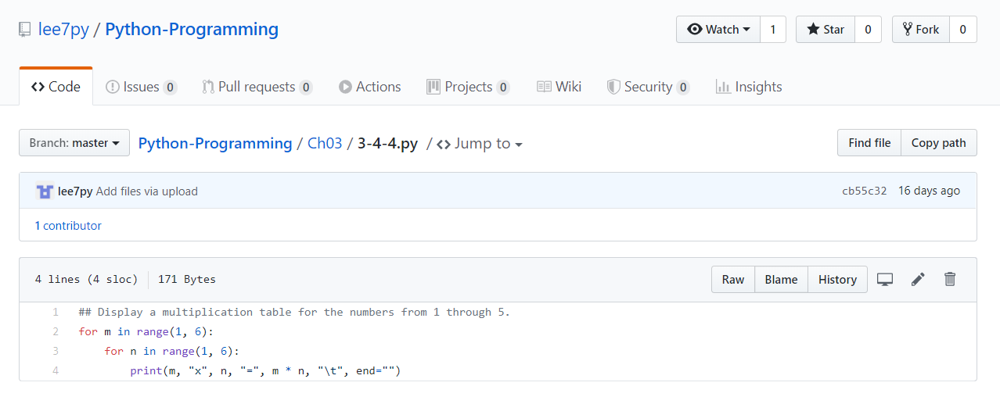 lee7py / Python-Programming
Watch 1 Star 0 Fork 0
Code Issues 0 Pull requests 0 Actions Projects 0 Wiki Security 0 Insights
Branch: master Python-Programming / Ch03 / 3-4-4.py / Jump to Find file Copy path
lee7py Add files via upload cb55c32 16 days ago
1 contributor
4 lines (4 sloc) 171 Bytes Raw Blame History
1 ## Display a multiplication table for the numbers from 1 through 5.
2 for m in range(1, 6):
3     for n in range(1, 6):
4         print(m, "x", n, "=", m * n, "\t", end="")